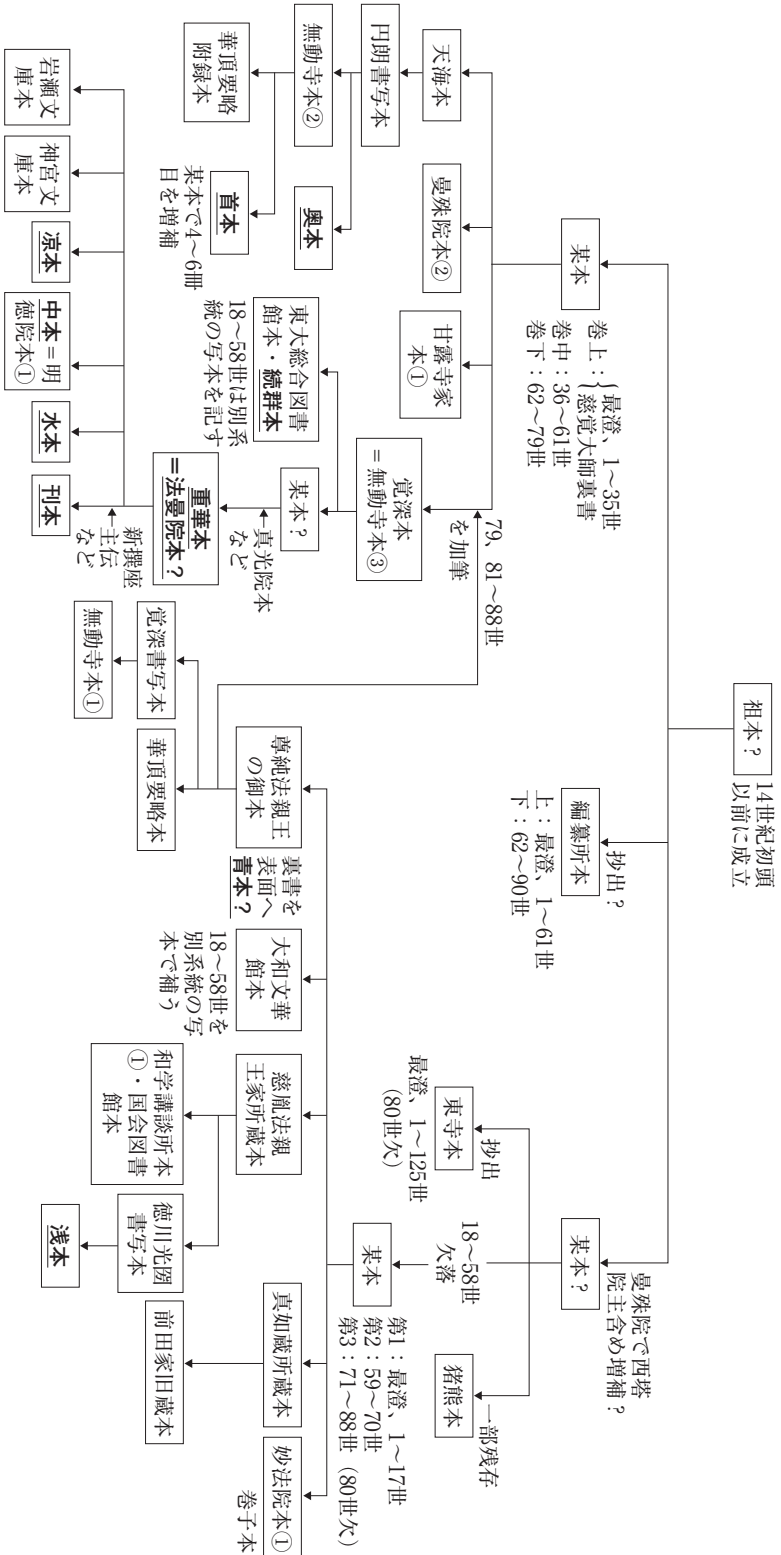 祖本?
14世紀初頭
以前に成立
某本
巻上：最澄、1～35世
慈覚大師裏書
巻中：36～61世
巻下：62～79世
抄出?
編纂所本
上：最澄、1～61世
下：62～90世
某本?
曼殊院で西塔
院主含め増補?
天海本
曼殊院本②
甘露寺家
本①
79、81～88世
を加筆
円朗書写本
奥本
無動寺本②
華頂要略
附録本
首本
某本で4～6冊
目を増補
覚深本
=無動寺本③
東大総合図書
館本・続群本
18～58世は別系
統の写本を記す
某本?
真光院本
など
重華本
=法曼院本?
新撰座
主伝
など
岩瀬文
庫本
神宮文
庫本
凉本
中本=明
徳院本①
水本
刊本
抄出
東寺本
最澄、1～125世
(80世欠)
18～58世
欠落
猪熊本
一部残存
某本
第1：最澄、1～17世
第2：59～70世
第3：71～88世(80世欠)
尊純法親王
の御本
裏書を
表面へ
青本?
覚深書写本
無動寺本①
華頂要略本
大和文華
館本
18～58世を
別系統の写
本で補う
慈胤法親
王家所蔵本
和学講談所本
①・国会図書
館本
徳川光圀
書写本
浅本
真如蔵所蔵本
前田家旧蔵本
妙法院本①
巻子本